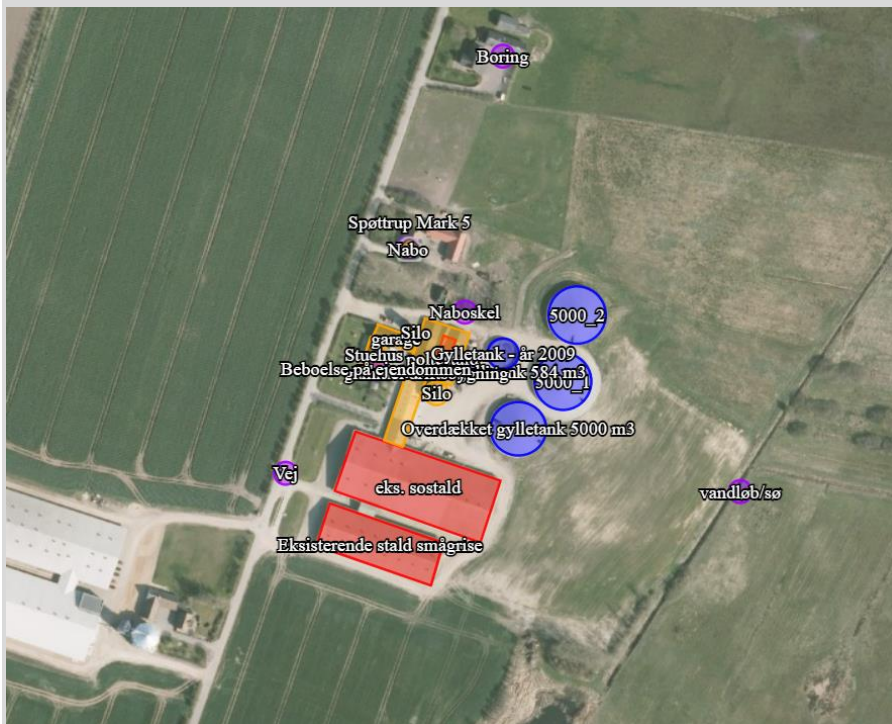 Boring
Spøttrup Mark 5
Nabo
Naboskel
5000_2
Silo
garage
Stuehus
Gylletank - år 2009
Beboelse på ejendommen
584 m3
5000_1
Silo
Overdækket gylletank 5000 m3
Vej
eks. sostald
vandløb/sø
Eksisterende stald smågrise